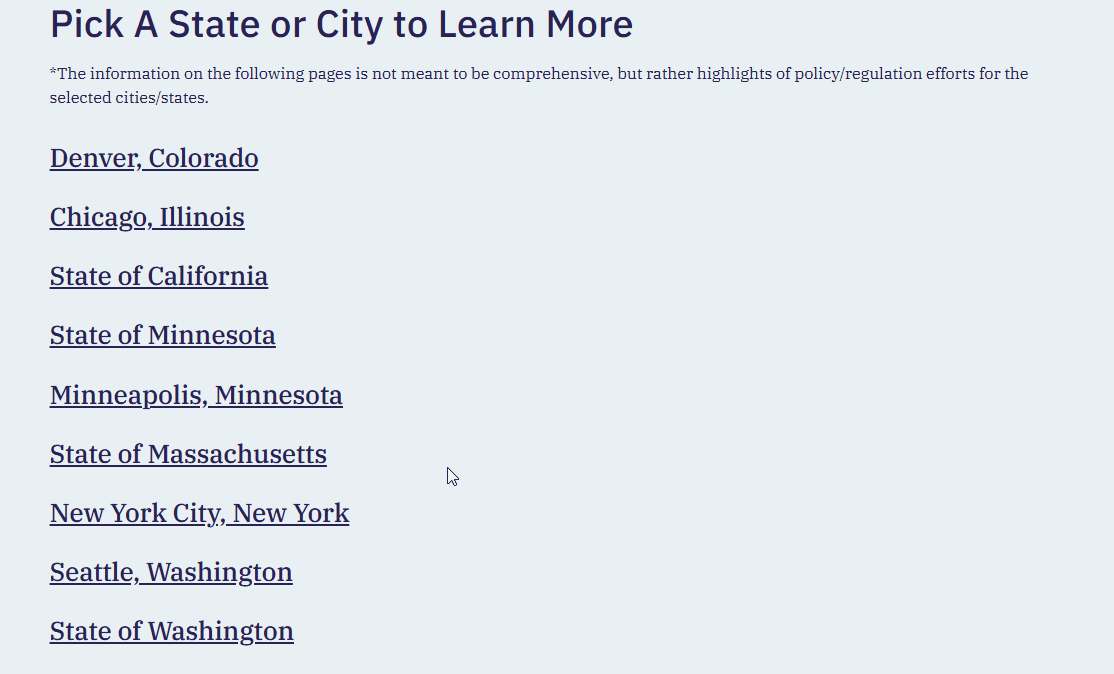 Pick A State or City to Learn More
*The information on the following pages is not meant to be comprehensive, but rather highlights of policy/regulation efforts for the
selected cities/states.
Denver, Colorado
Chicago, Illinois
State of California
State of Minnesota
Minneapolis, Minnesota
State of Massachusetts
New York City, New York
Seattle, Washington
State of Washington